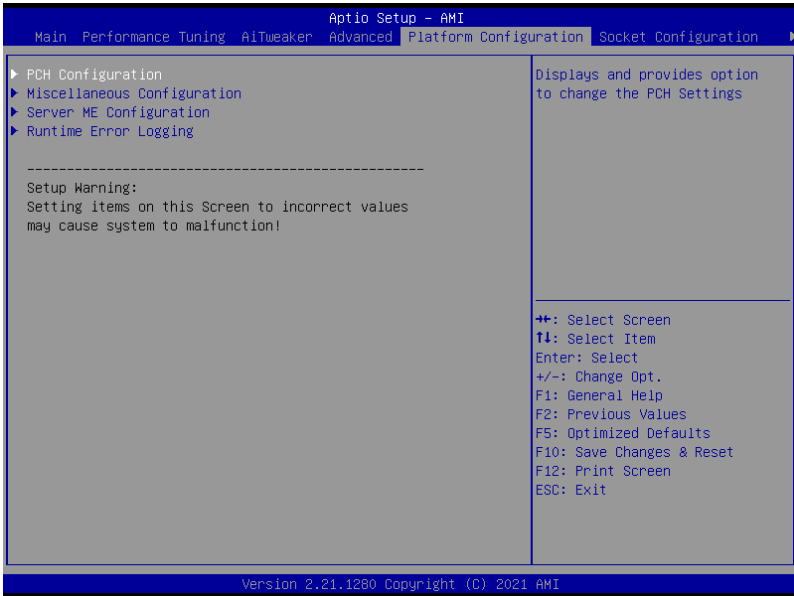 Aptio Setup - AMI
Main Performance Tuning AiTweaker Advanced Platform Configuration Socket Configuration
PCH Configuration
Miscellaneous Configuration
Server ME Configuration
Runtime Error Logging
--------------------------------------------------
Setup Warning:
Setting items on this Screen to incorrect values
may cause system to malfunction!
Displays and provides option
to change the PCH Settings
→←: Select Screen
↑↓: Select Item
Enter: Select
+/-: Change Opt.
F1: General Help
F2: Previous Values
F5: Optimized Defaults
F10: Save Changes & Reset
F12: Print Screen
ESC: Exit
Version 2.21.1280 Copyright (C) 2021 AMI